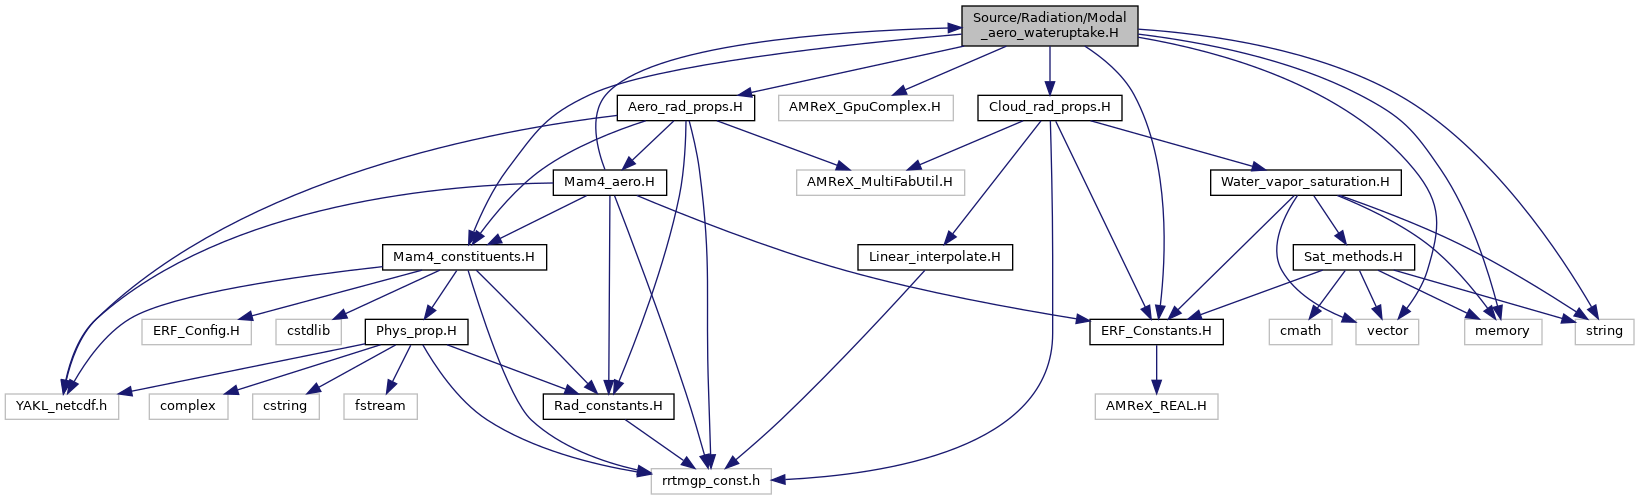 Source/Radiation/Modal
_aero_wateruptake.H
Aero_rad_props.H
AMReX_GpuComplex.H
Cloud_rad_props.H
Mam4_aero.H
AMReX_MultiFabUtil.H
Water_vapor_saturation.H
Mam4_constituents.H
Linear_interpolate.H
Sat_methods.H
ERF_Config.H
cstdlib
Phys_prop.H
ERF_Constants.H
cmath
vector
memory
string
YAKL_netcdf.h
complex
cstring
fstream
Rad_constants.H
AMReX_REAL.H
rrtmgp_const.h